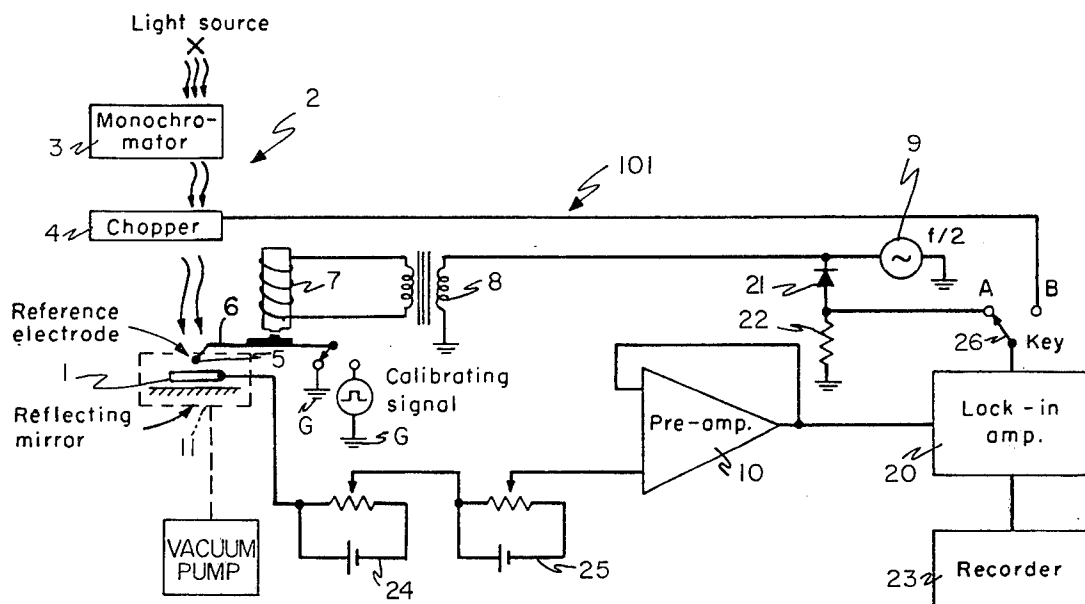 Light source
Monochro-
mator
3
2
Chopper
4
101
9
f/2
7
8
21
A
B
22
26
Key
Reference
electrode
6
5
1
Reflecting
mirror
11
G
Calibrating
signal
G
Pre-amp.
10
Lock-in
amp.
20
VACUUM
PUMP
24
25
23
Recorder